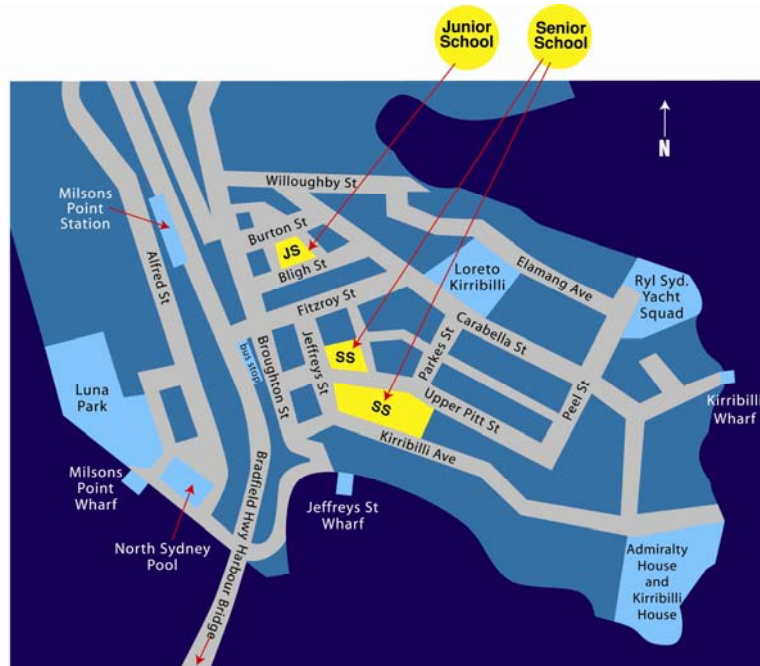 Junior
School
Senior
School
N
Willoughby St
Milsons
Point
Station
Burton St
JS
Bligh St
Elamang Ave
Loreto
Kirribilli
Ryl Syd.
Yacht
Squad
Alfred St
Fitzroy St
Carabella St
Jeffreys St
SS
Parkes St
bus stop
Broughton St
Luna
Park
SS
Upper Pitt St
Peel St
Kirribilli
Wharf
Kirribilli Ave
Milsons
Point
Wharf
Jeffreys St
Wharf
North Sydney
Pool
Bradfield Hwy Harbour Bridge
Admiralty
House
and
Kirribilli
House